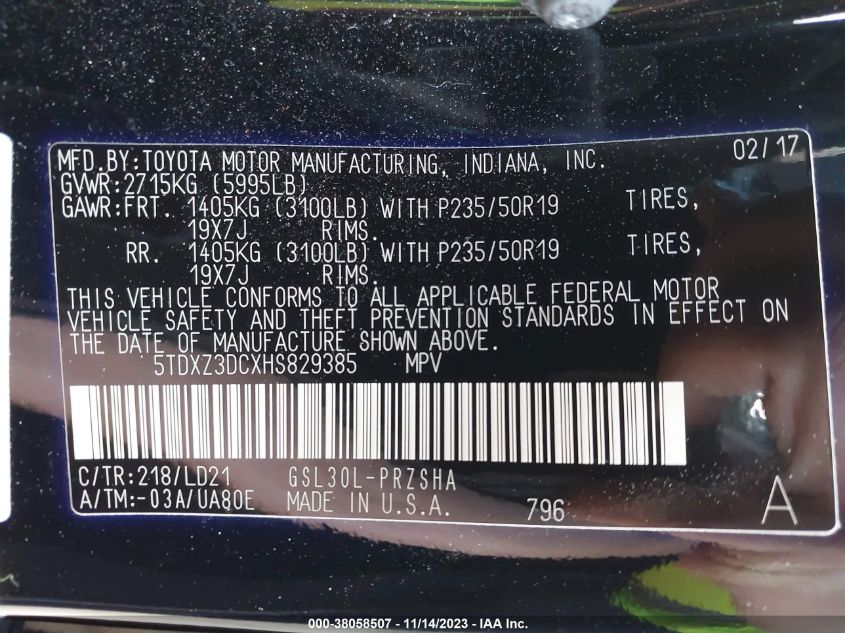 MFD.BY:TOYOTA MOTOR MANUFACTURING, INDIANA, INC. 02/17
GVWR:2715KG (5995LB)
GAWR:FRT. 1405KG (3100LB) WITH P235/50R19 TIRES,
19X7J RIMS.
RR. 1405KG (3100LB) WITH P235/50R19 TIRES,
19X7J RIMS.
THIS VEHICLE CONFORMS TO ALL APPLICABLE FEDERAL MOTOR
VEHICLE SAFETY AND THEFT PREVENTION STANDARDS IN EFFECT ON
THE DATE OF MANUFACTURE SHOWN ABOVE.
5TDXZ3DCXHS829385 MPV
C/TR:218/LD21 GSL30L-PRZSHA
A/TM:-03A/UA80E MADE IN U.S.A. 796 A
000-38058507 - 11/14/2023 - IAA Inc.